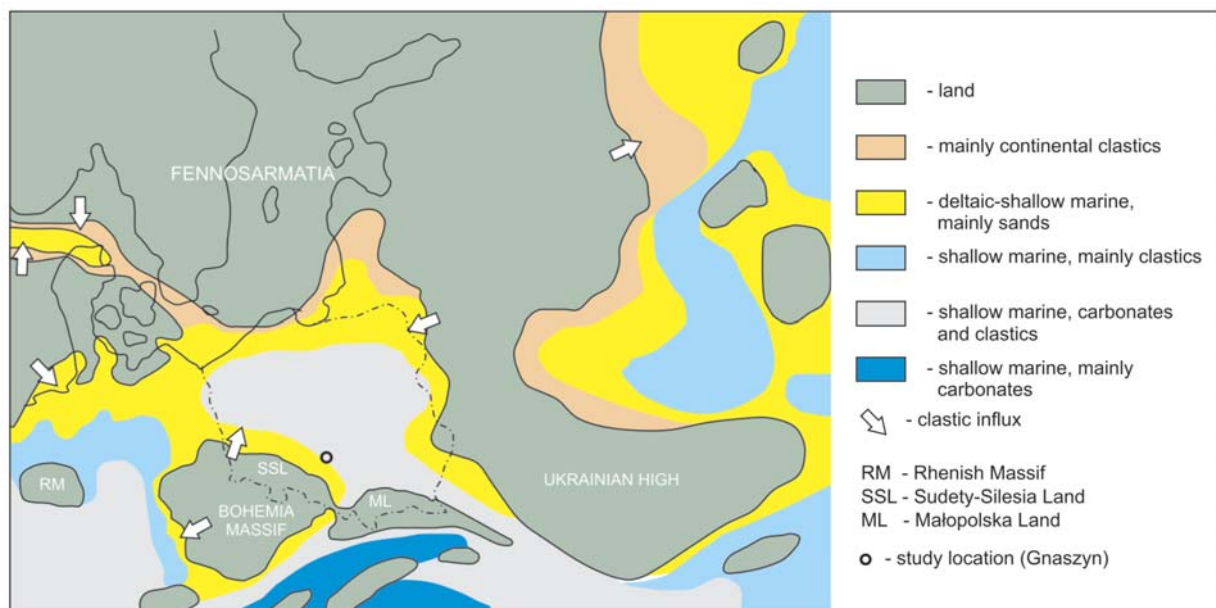 FENNOSARMATIA
RM
SSL
BOHEMIA
MASSIF
ML
UKRAINIAN HIGH
- land
- mainly continental clastics
- deltaic-shallow marine,
mainly sands
- shallow marine, mainly clastics
- shallow marine, carbonates
and clastics
- shallow marine, mainly
carbonates
- clastic influx
RM - Rhenish Massif
SSL - Sudety-Silesia Land
ML - Małopolska Land
- study location (Gnaszyn)